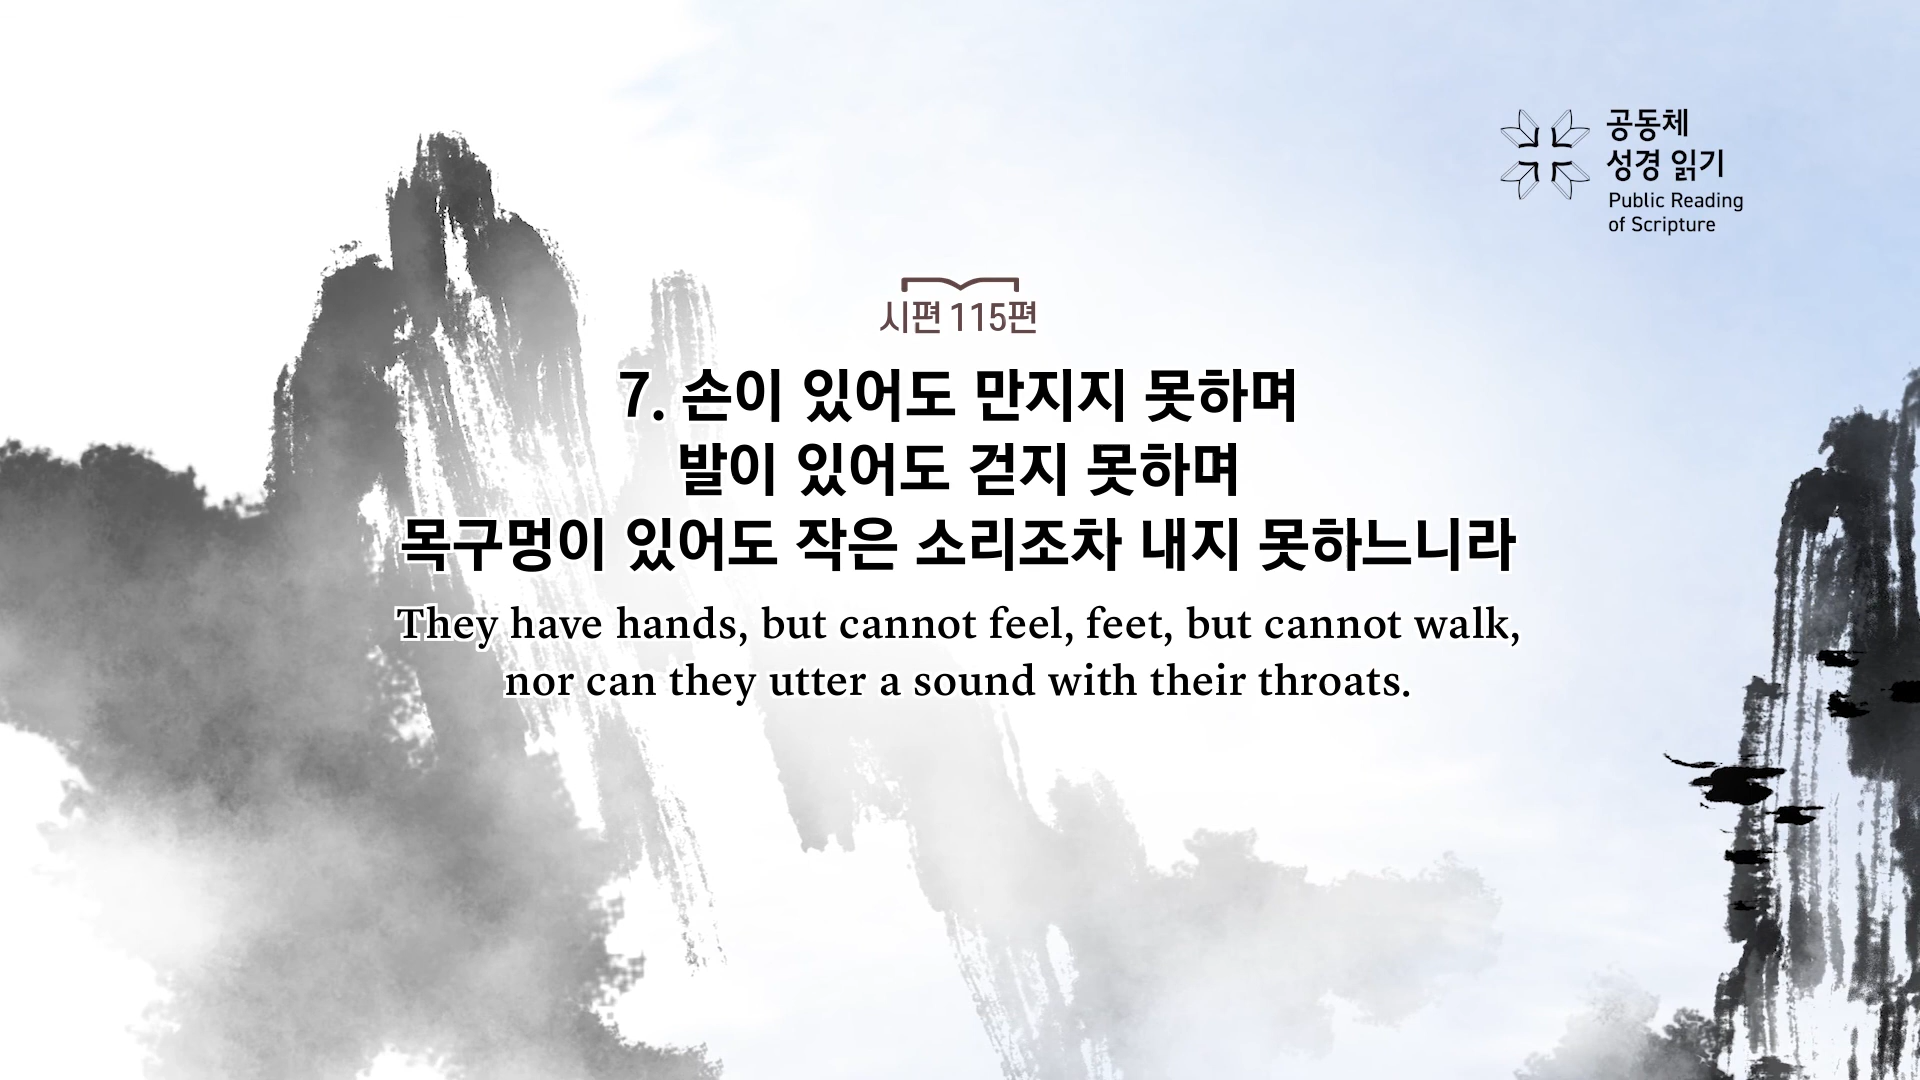 공동체
성경 읽기
Public Reading
of Scripture
시편 115편
7. 손이 있어도 만지지 못하며
발이 있어도 걷지 못하며
목구멍이 있어도 작은 소리조차 내지 못하느니라
They have hands, but cannot feel, feet, but cannot walk,
nor can they utter a sound with their throats.